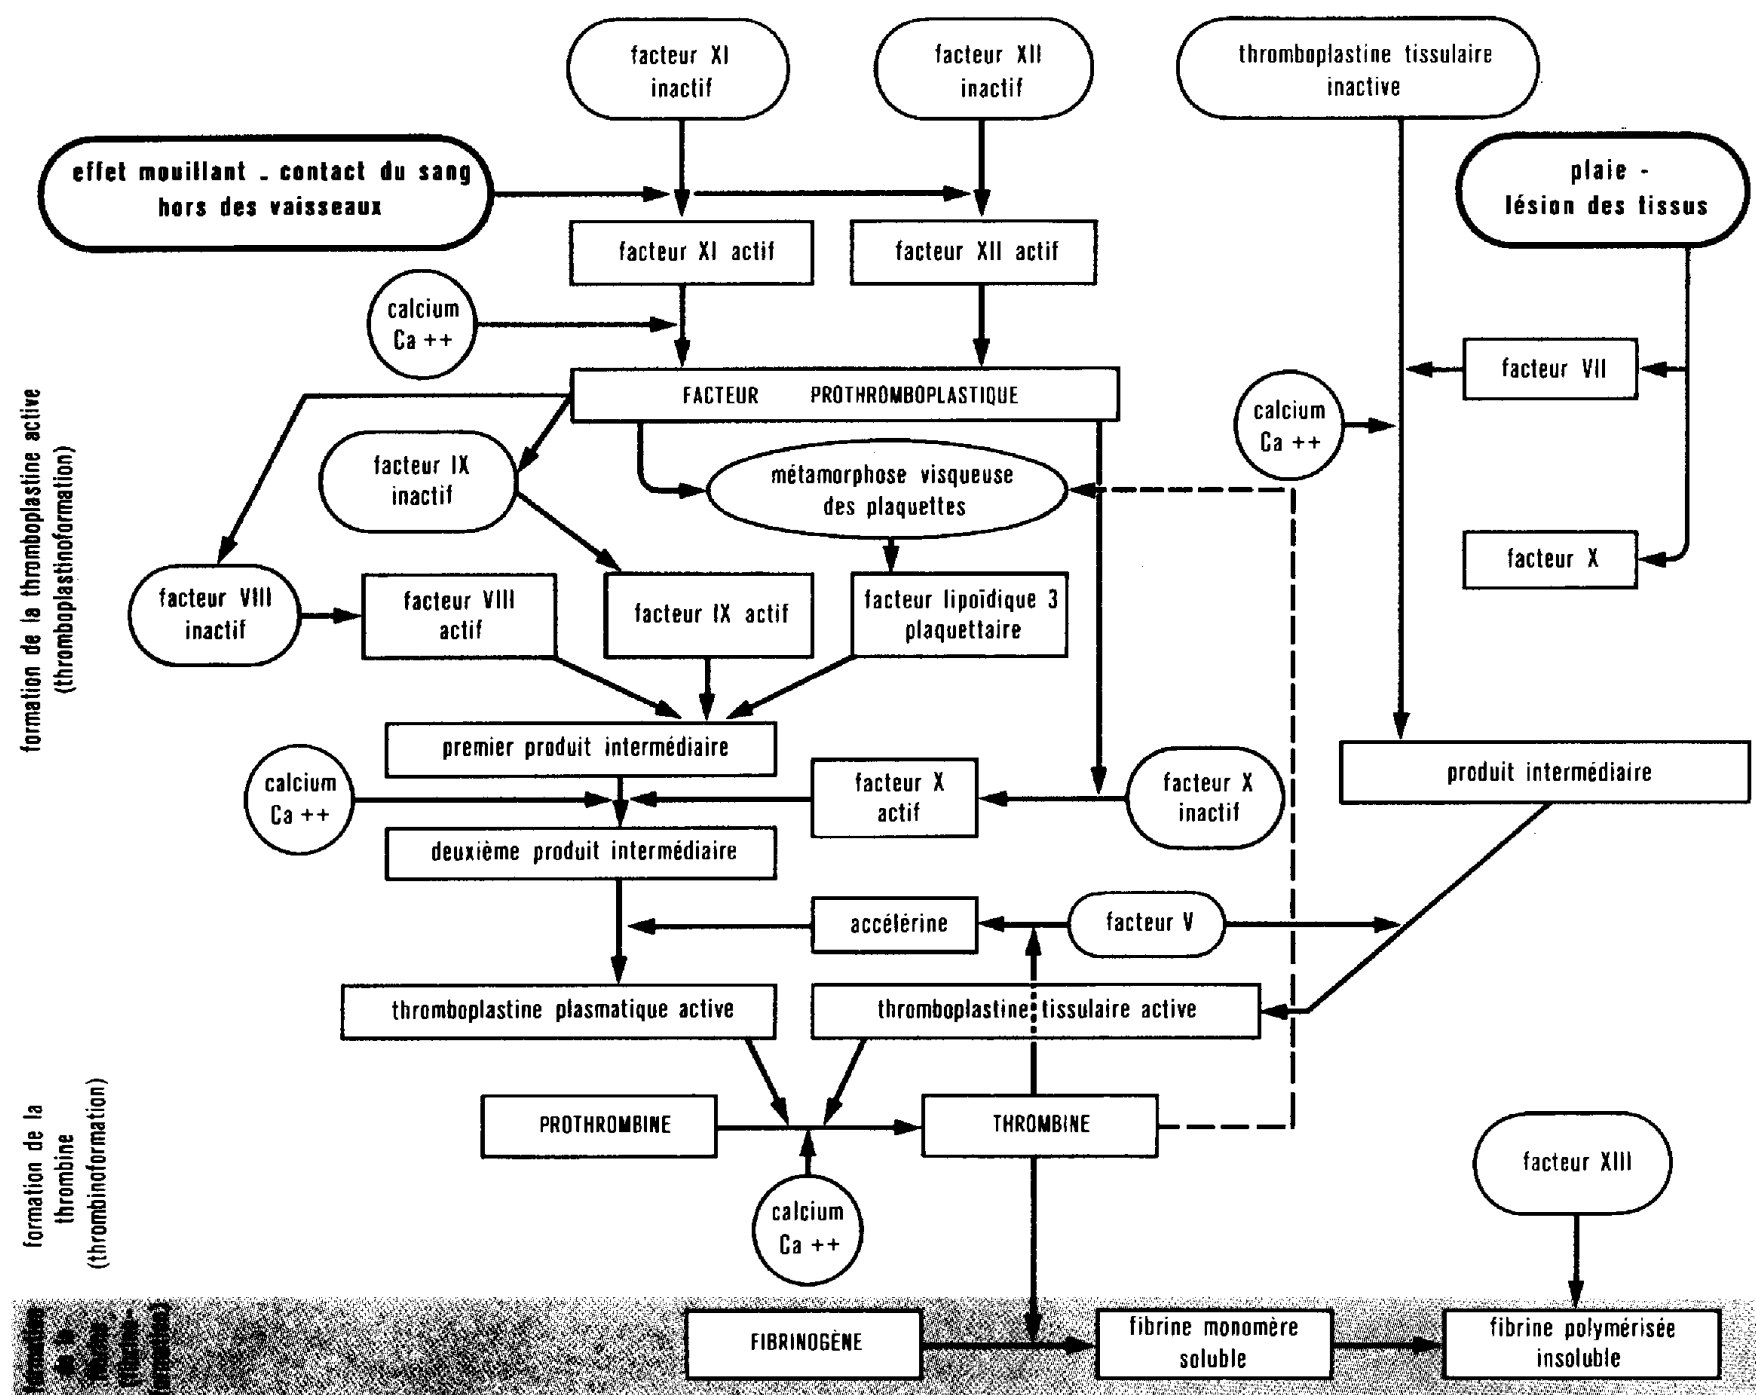 facteur XI
inactif
facteur XII
inactif
thromboplastine tissulaire
inactive
effet mouillant - contact du sang
hors des vaisseaux
plaie -
lésion des tissus
facteur XI actif
facteur XII actif
calcium
Ca ++
FACTEUR PROTHROMBOPLASTIQUE
facteur VII
calcium
Ca ++
facteur IX
inactif
métamorphose visqueuse
des plaquettes
facteur X
facteur VIII
inactif
facteur VIII
actif
facteur IX actif
facteur lipoïdique 3
plaquettaire
formation de la thromboplastine active
(thromboplastinoformation)
premier produit intermédiaire
produit intermédiaire
calcium
Ca ++
facteur X
actif
facteur X
inactif
deuxième produit intermédiaire
accélérine
facteur V
thromboplastine plasmatique active
thromboplastine tissulaire active
formation de la
thrombine
(thrombinoformation)
PROTHROMBINE
THROMBINE
facteur XIII
calcium
Ca ++
formation
de la
FIBRINOGÈNE
fibrine monomère
soluble
fibrine polymérisée
insoluble